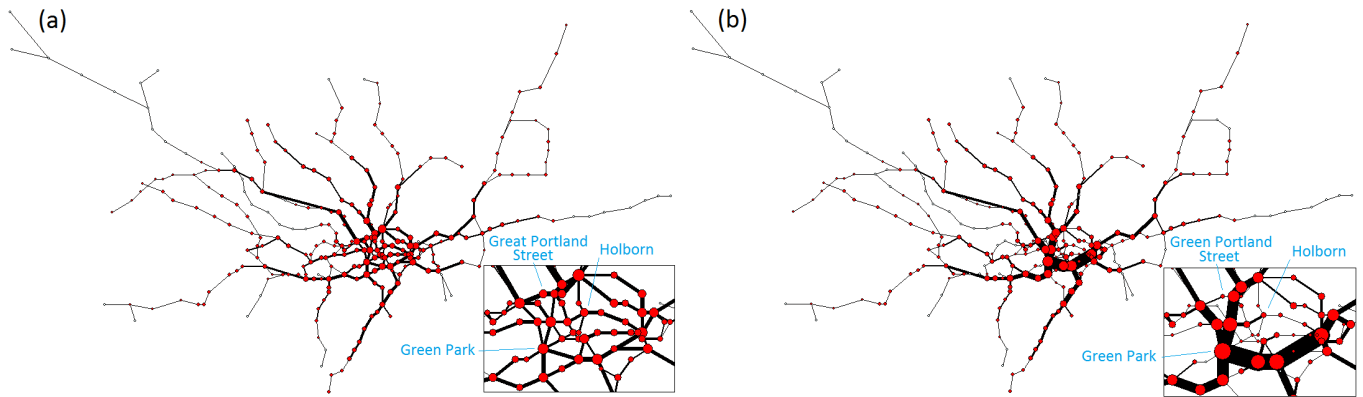 (a)
Great Portland
Street
Holborn
Green Park
(b)
Green Portland
Street
Holborn
Green Park